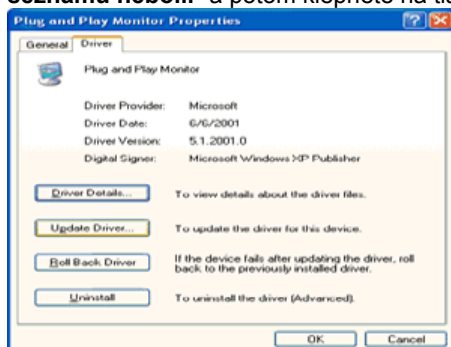 Plug and Play Monitor Properties
General Driver
Plug and Play Monitor
Driver Provider: Microsoft
Driver Date: 6/6/2001
Driver Version: 5.1.2001.0
Digital Signer: Microsoft Windows XP Publisher
Driver Details... To view details about the driver files.
Update Driver... To update the driver for this device.
Roll Back Driver If the device fails after updating the driver, roll
back to the previously installed driver.
Uninstall To uninstall the driver (Advanced).
OK Cancel